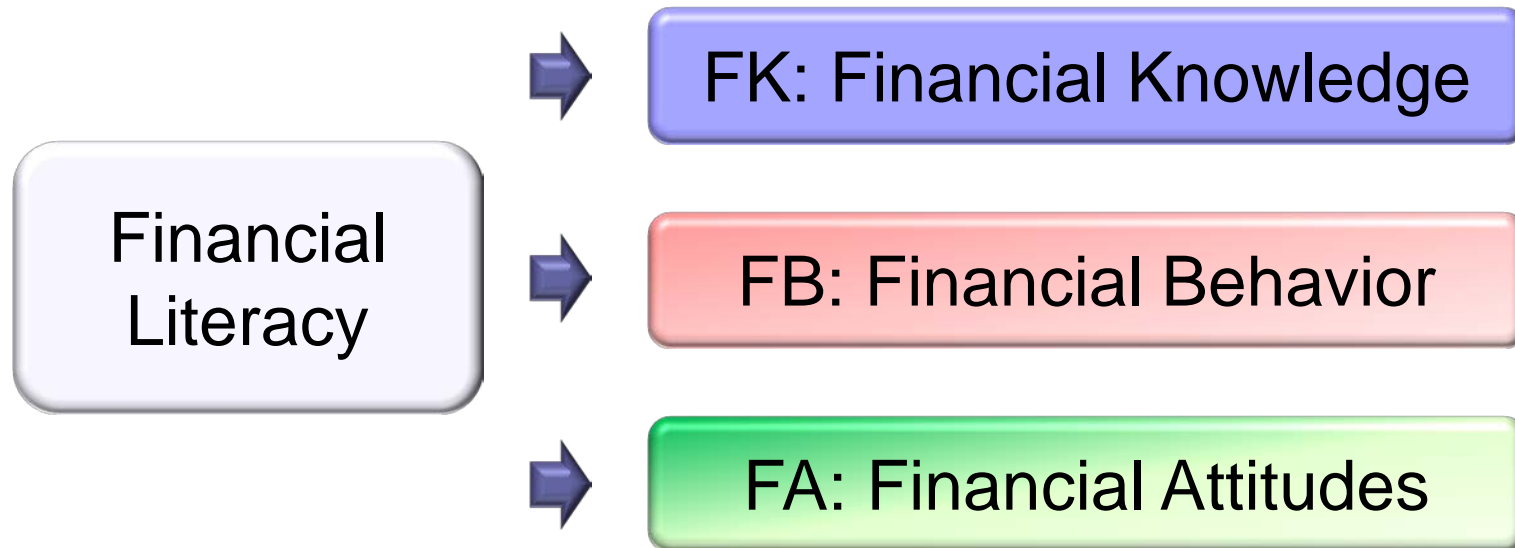 Financial
Literacy
FK: Financial Knowledge
FB: Financial Behavior
FA: Financial Attitudes